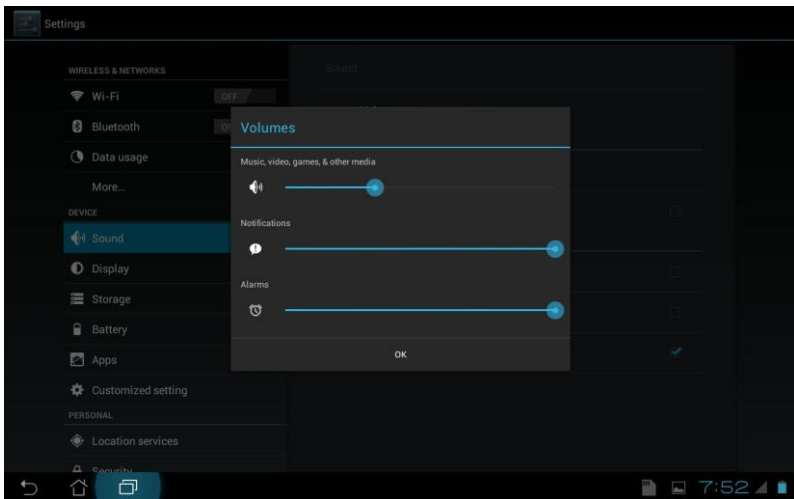 Settings
WIRELESS & NETWORKS
Wi-Fi OFF
Bluetooth
Data usage
More...
DEVICE
Sound
Display
Storage
Battery
Apps
Customized setting
PERSONAL
Location services
Security
Sound
Volumes
Music, video, games, & other media
Notifications
Alarms
OK
7:52